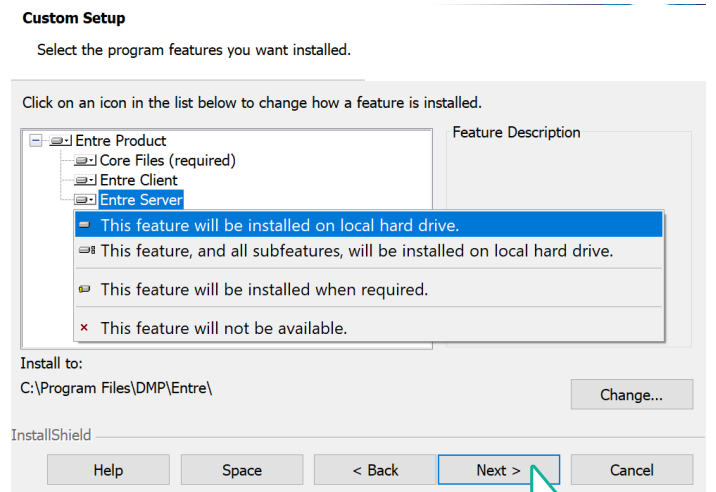 Custom Setup
Select the program features you want installed.
Click on an icon in the list below to change how a feature is installed.
Entre Product
Core Files (required)
Entre Client
Entre Server
This feature will be installed on local hard drive.
This feature, and all subfeatures, will be installed on local hard drive.
This feature will be installed when required.
This feature will not be available.
Feature Description
Install to:
C:\Program Files\DMP\Entre\
Change...
InstallShield
Help
Space
< Back
Next >
Cancel